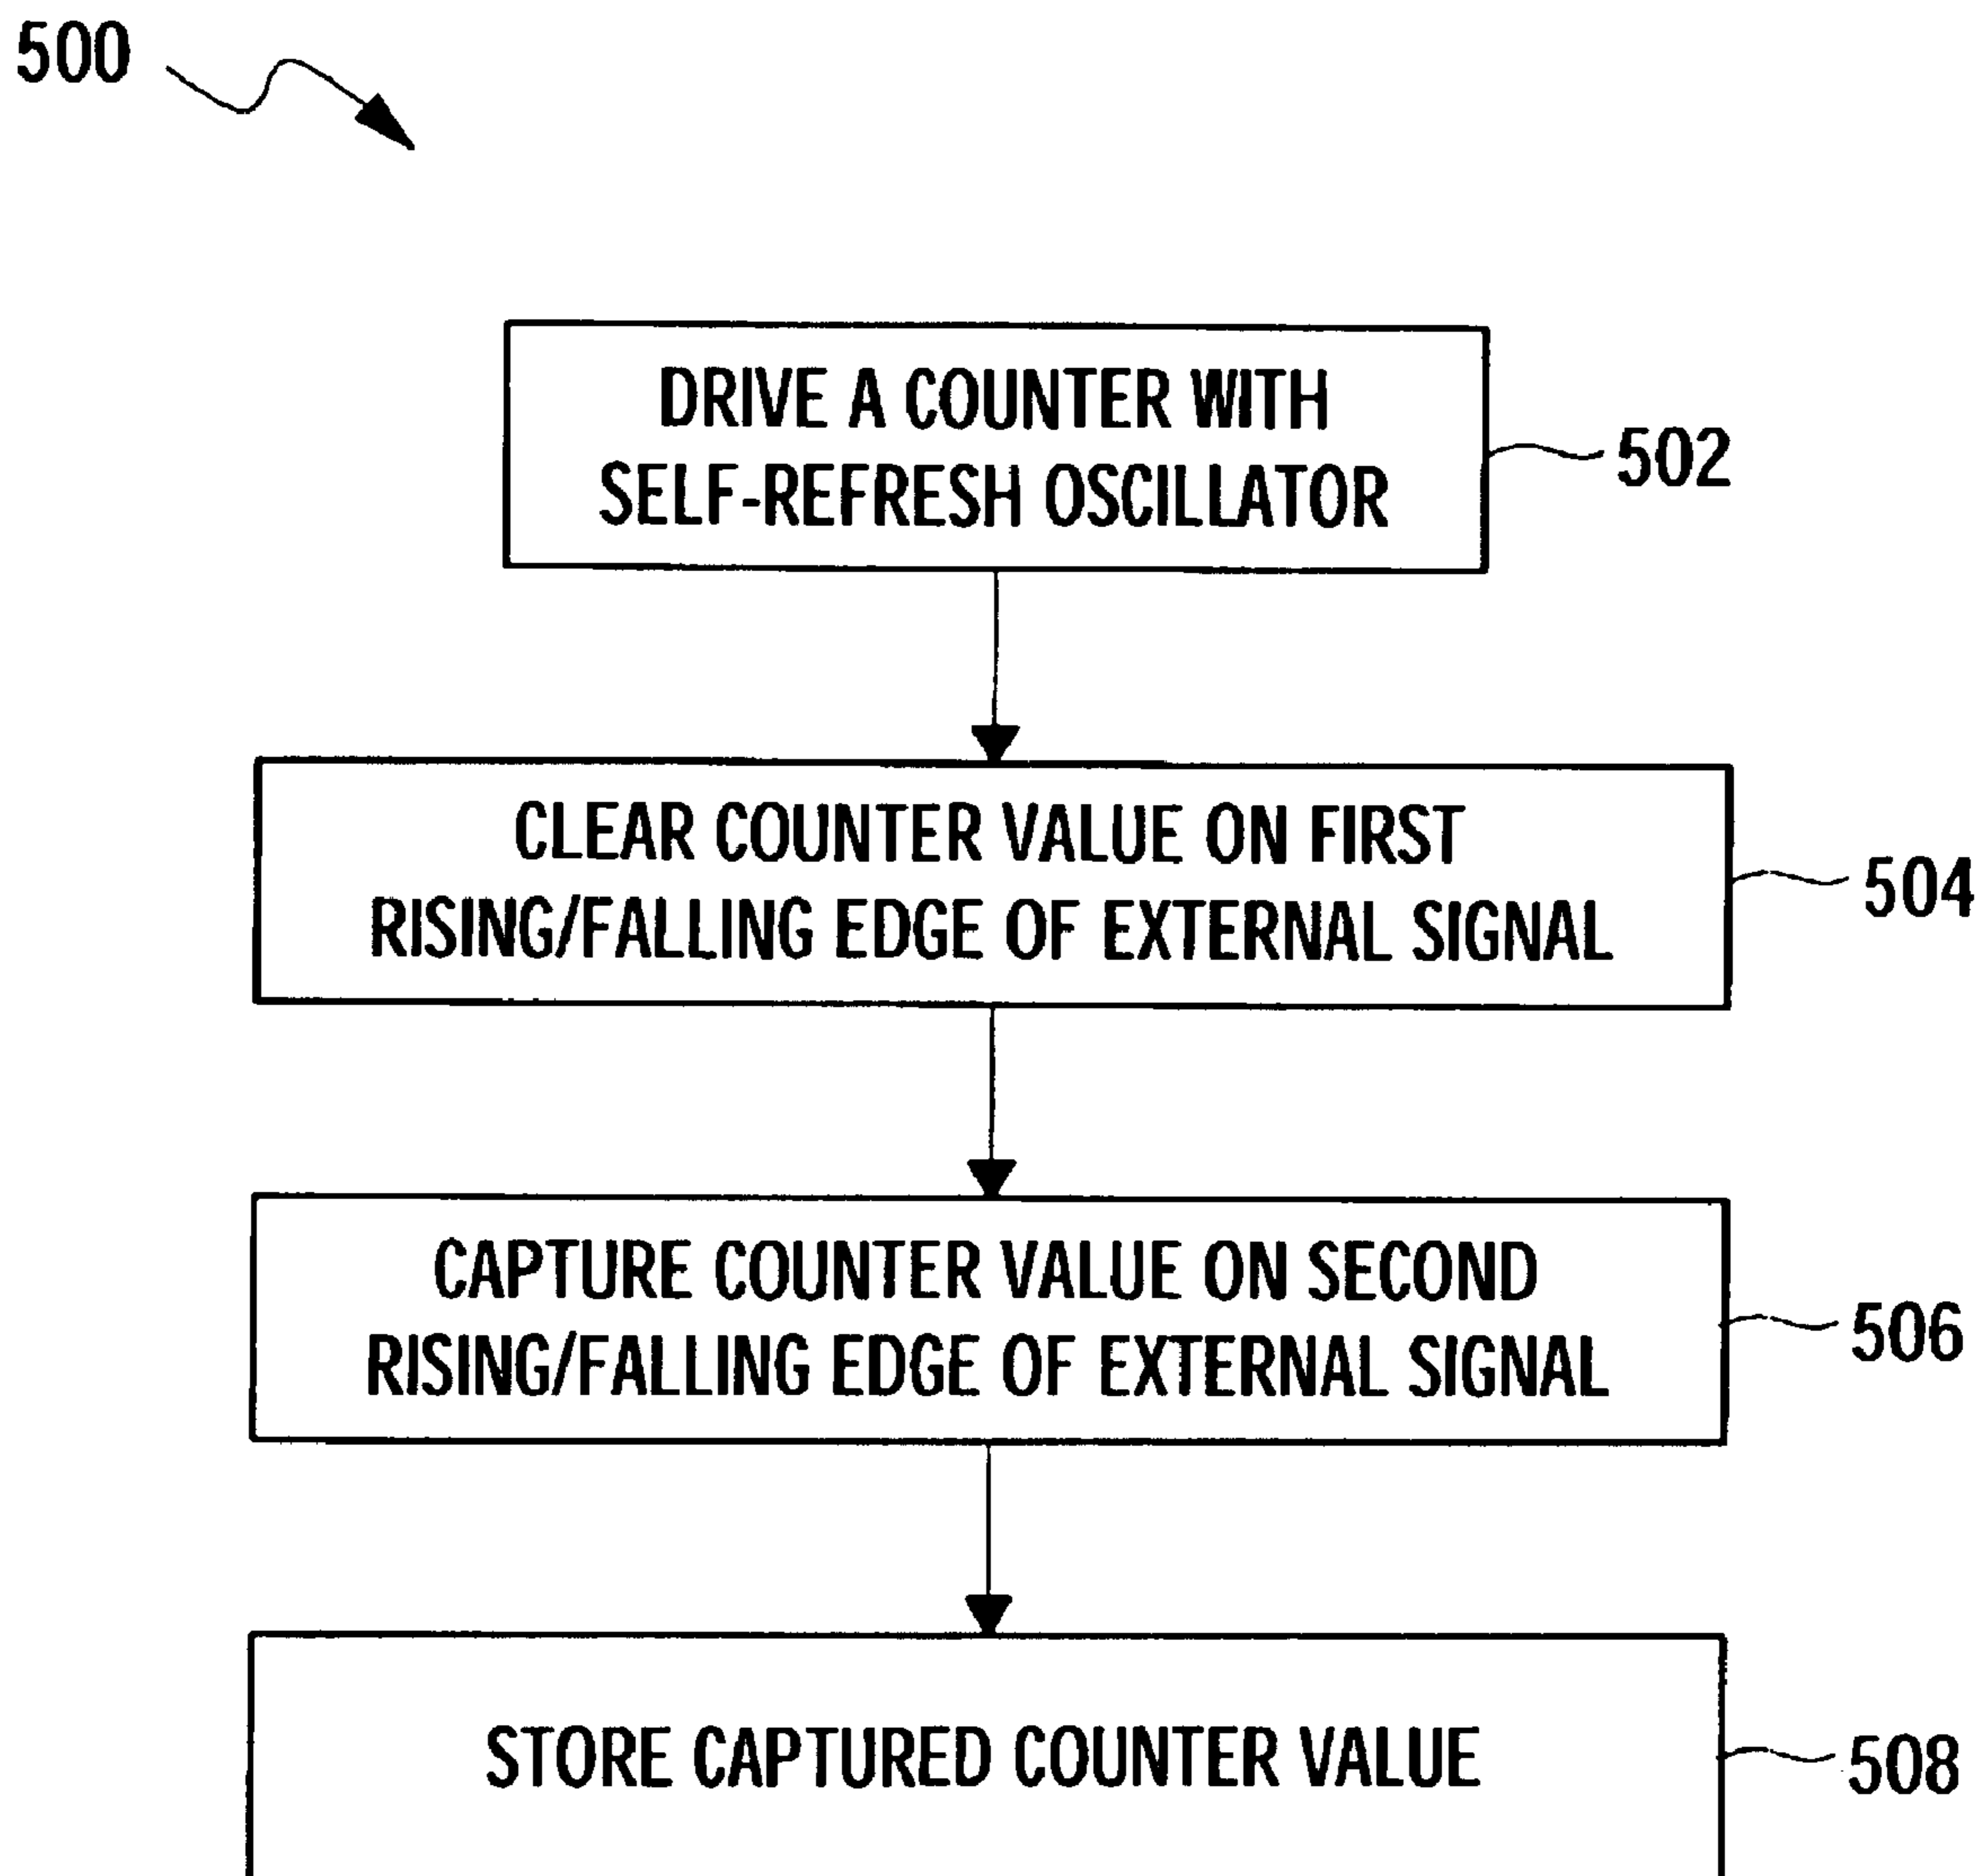 500
DRIVE A COUNTER WITH
SELF-REFRESH OSCILLATOR
502
CLEAR COUNTER VALUE ON FIRST
RISING/FALLING EDGE OF EXTERNAL SIGNAL
504
CAPTURE COUNTER VALUE ON SECOND
RISING/FALLING EDGE OF EXTERNAL SIGNAL
506
STORE CAPTURED COUNTER VALUE
508